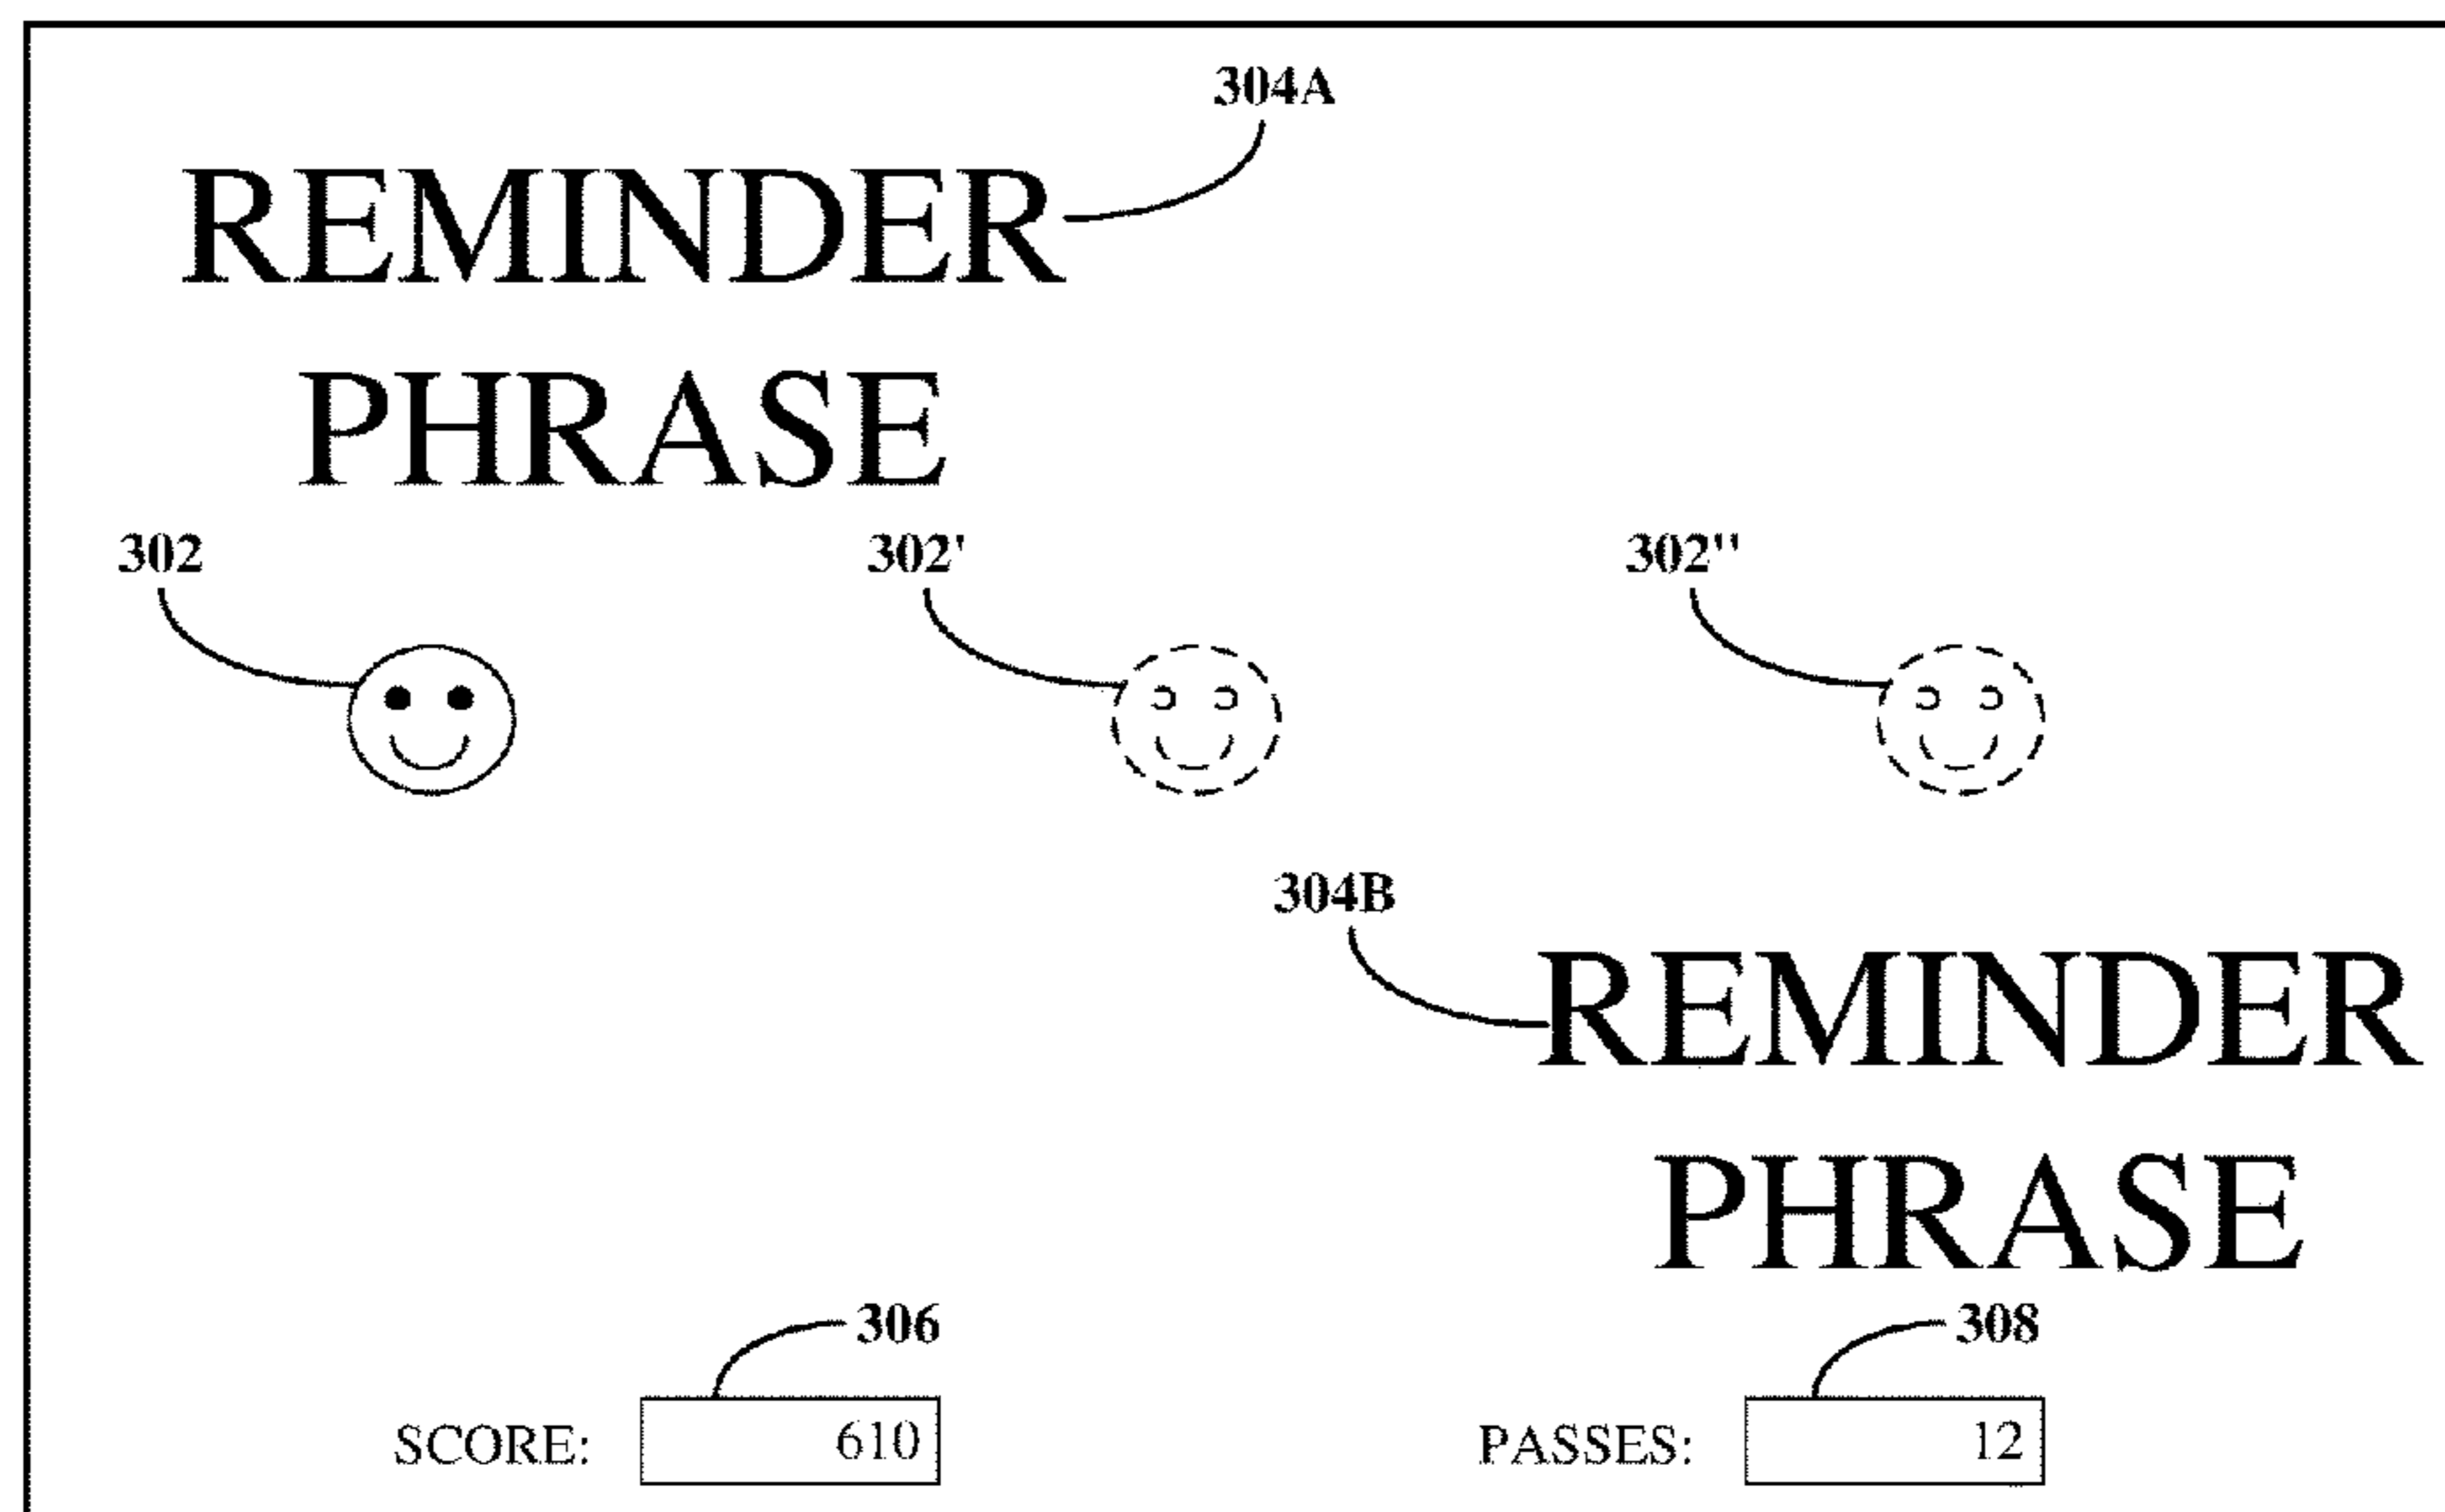 304A
REMINDER
PHRASE
302 302' 302"
304B
REMINDER
PHRASE
306 308
SCORE: 610 PASSES: 12